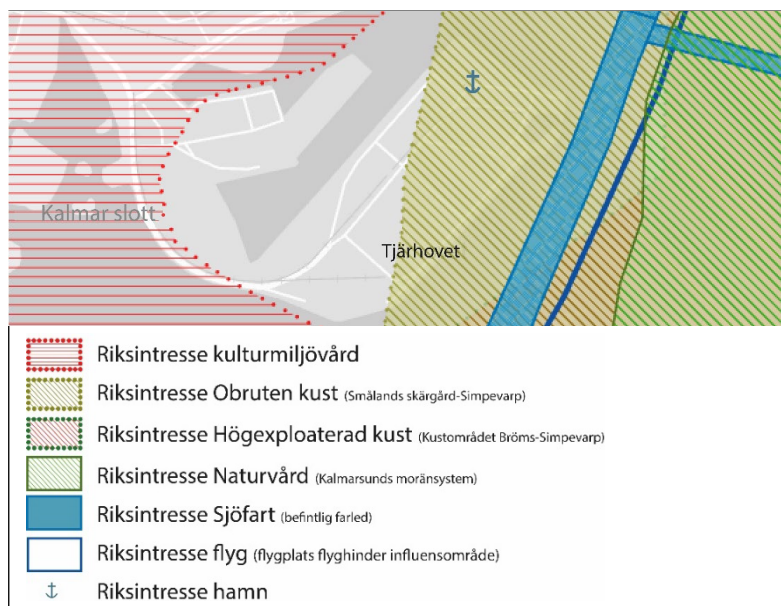 Kalmar slott
Tjärhovet
Riksintresse kulturmiljövård
Riksintresse Obruten kust (Smålands skärgård-Simpevarp)
Riksintresse Högexploaterad kust (Kustområdet Bröms-Simpevarp)
Riksintresse Naturvård (Kalmarsunds moränsystem)
Riksintresse Sjöfart (befintlig farled)
Riksintresse flyg (flygplats flyghinder influensområde)
Riksintresse hamn